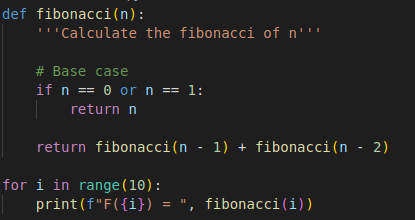 def fibonacci(n):
    '''Calculate the fibonacci of n'''

    # Base case
    if n == 0 or n == 1:
        return n

    return fibonacci(n - 1) + fibonacci(n - 2)

for i in range(10):
    print(f"F({i}) = ", fibonacci(i))